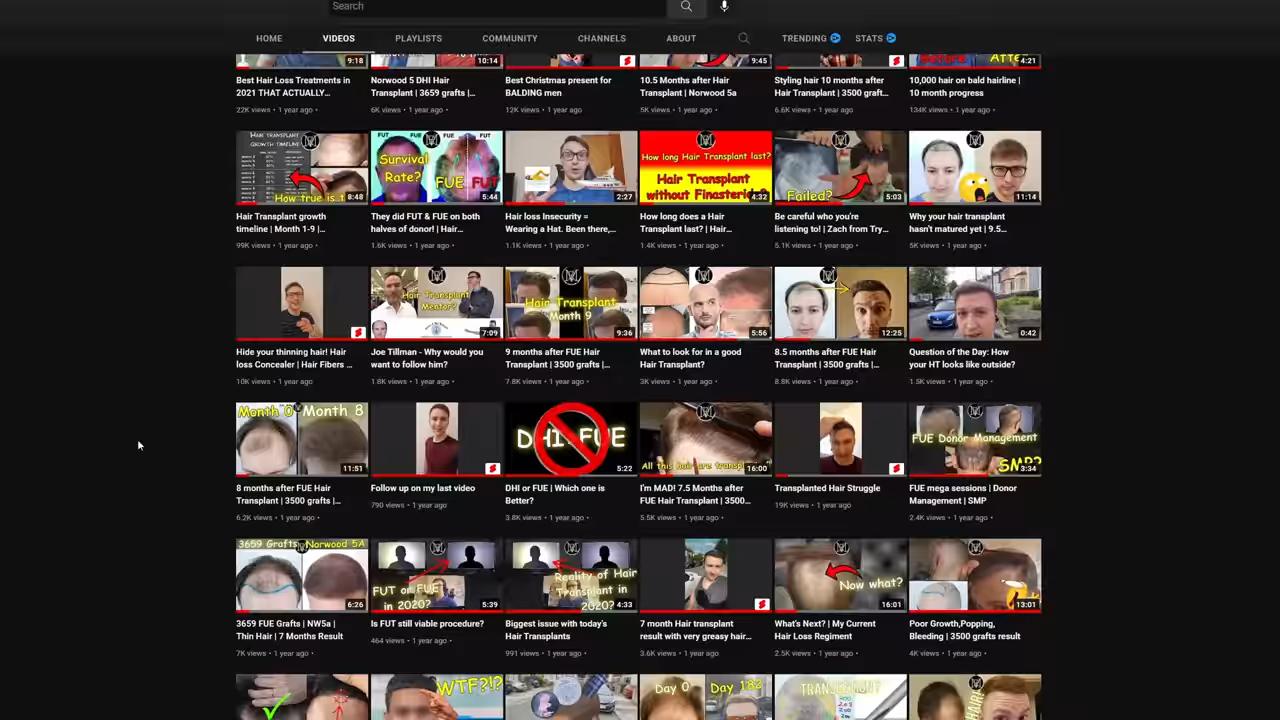 Search
HOME
VIDEOS
PLAYLISTS
COMMUNITY
CHANNELS
ABOUT
TRENDING
STATS
9:18
10:14
9:45
4:21
Best Hair Loss Treatments in
2021 THAT ACTUALLY…
22K views • 1 year ago •
Norwood 5 DHI Hair
Transplant | 3659 grafts |…
6K views • 1 year ago •
Best Christmas present for
BALDING men
12K views • 1 year ago
10.5 Months after Hair
Transplant | Norwood 5a
5K views • 1 year ago •
Styling hair 10 months after
Hair Transplant | 3500 graft…
6.6K views • 1 year ago
10,000 hair on bald hairline |
10 month progress
134K views • 1 year ago •
HAIR TRANSPLANT
GROWTH TIMELINE
How true is it
8:48
FUT FUE
Survival
Rate?
FUE FUT
5:44
2:27
How long Hair Transplant last?
Hair Transplant
without Finasteride?
4:32
Failed?
5:03
11:14
Hair Transplant growth
timeline | Month 1-9 |…
99K views • 1 year ago •
They did FUT & FUE on both
halves of donor! | Hair…
1.6K views • 1 year ago •
Hair loss Insecurity =
Wearing a Hat. Been there,…
1.1K views • 1 year ago •
How long does a Hair
Transplant last? | Hair…
1.4K views • 1 year ago •
Be careful who you're
listening to! | Zach from Try…
5.1K views • 1 year ago •
Why your hair transplant
hasn't matured yet | 9.5…
5K views • 1 year ago •
Hair Transplant
Mentor?
7:09
Hair Transplant
Month 9
9:36
5:56
12:25
0:42
Hide your thinning hair! Hair
loss Concealer | Hair Fibers …
10K views • 1 year ago
Joe Tillman - Why would you
want to follow him?
1.8K views • 1 year ago •
9 months after FUE Hair
Transplant | 3500 grafts |…
7.8K views • 1 year ago •
What to look for in a good
Hair Transplant?
3K views • 1 year ago •
8.5 months after FUE Hair
Transplant | 3500 grafts |…
8.8K views • 1 year ago •
Question of the Day: How
your HT looks like outside?
1.5K views • 1 year ago •
Month 0 Month 8
11:51
DHI FUE
5:22
All this hair are transpl
16:00
FUE Donor Management
SMP?
3:34
8 months after FUE Hair
Transplant | 3500 grafts |…
6.2K views • 1 year ago •
Follow up on my last video
790 views • 1 year ago
DHI or FUE | Which one is
Better?
3.8K views • 1 year ago •
I'm MAD! 7.5 Months after
FUE Hair Transplant | 3500…
5.5K views • 1 year ago •
Transplanted Hair Struggle
19K views • 1 year ago
FUE mega sessions | Donor
Management | SMP
2.4K views • 1 year ago •
3659 Grafts Norwood 5A
6:26
FUT or FUE
in 2020?
5:39
Reality of Hair
Transplant in
2020?
4:33
Now what?
16:01
13:01
3659 FUE Grafts | NW5a |
Thin Hair | 7 Months Result
7K views • 1 year ago •
Is FUT still viable procedure?
464 views • 1 year ago •
Biggest issue with today's
Hair Transplants
991 views • 1 year ago •
7 month Hair transplant
result with very greasy hair…
3.6K views • 1 year ago
What's Next? | My Current
Hair Loss Regiment
2.5K views • 1 year ago •
Poor Growth,Popping,
Bleeding | 3500 grafts result
4K views • 1 year ago •
WTF?!?
Day 0 Day 182